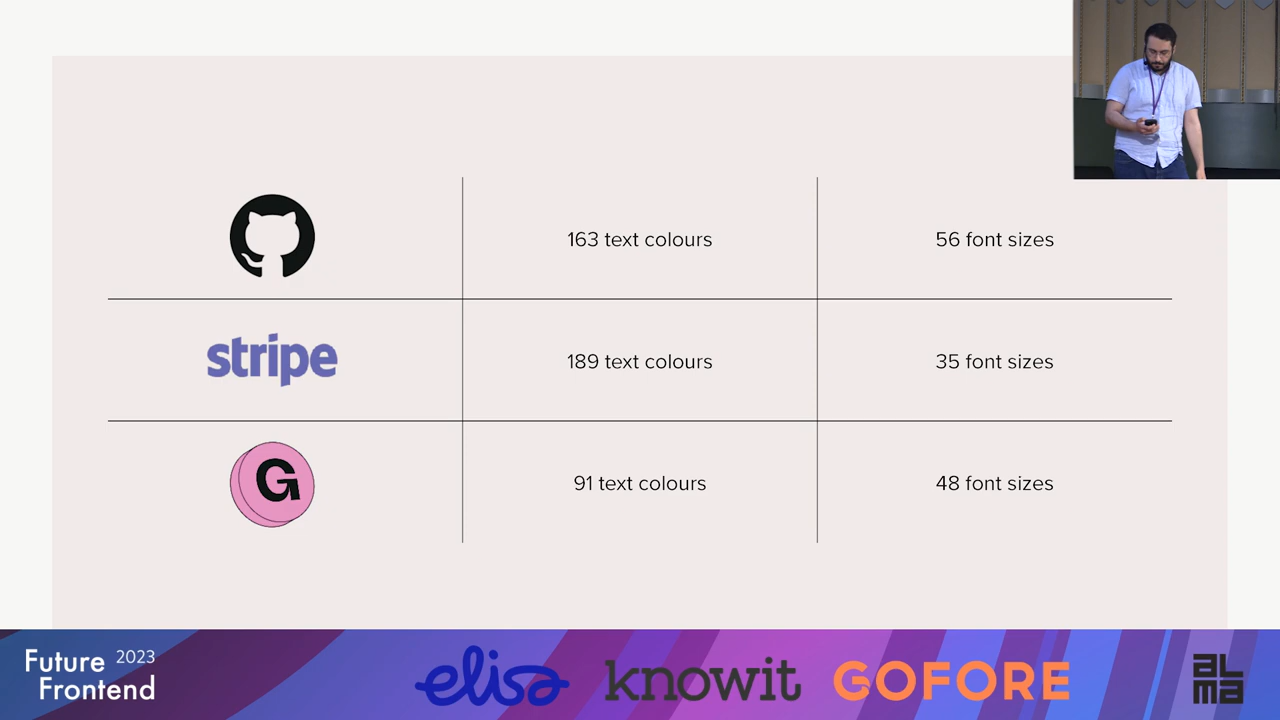 163 text colours
56 font sizes
stripe
189 text colours
35 font sizes
G
91 text colours
48 font sizes
Future 2023
Frontend
elisa
knowit
GOFORE
alma